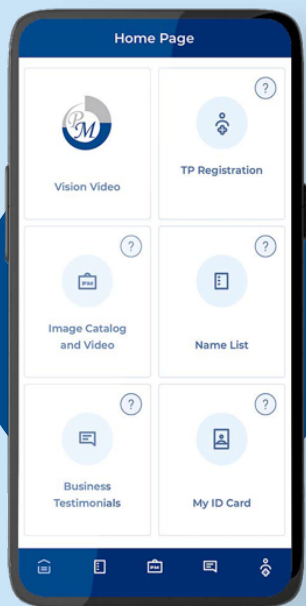 Home Page
PM
Vision Video
?
TP Registration
?
Image Catalog
and Video
?
Name List
?
Business
Testimonials
?
My ID Card